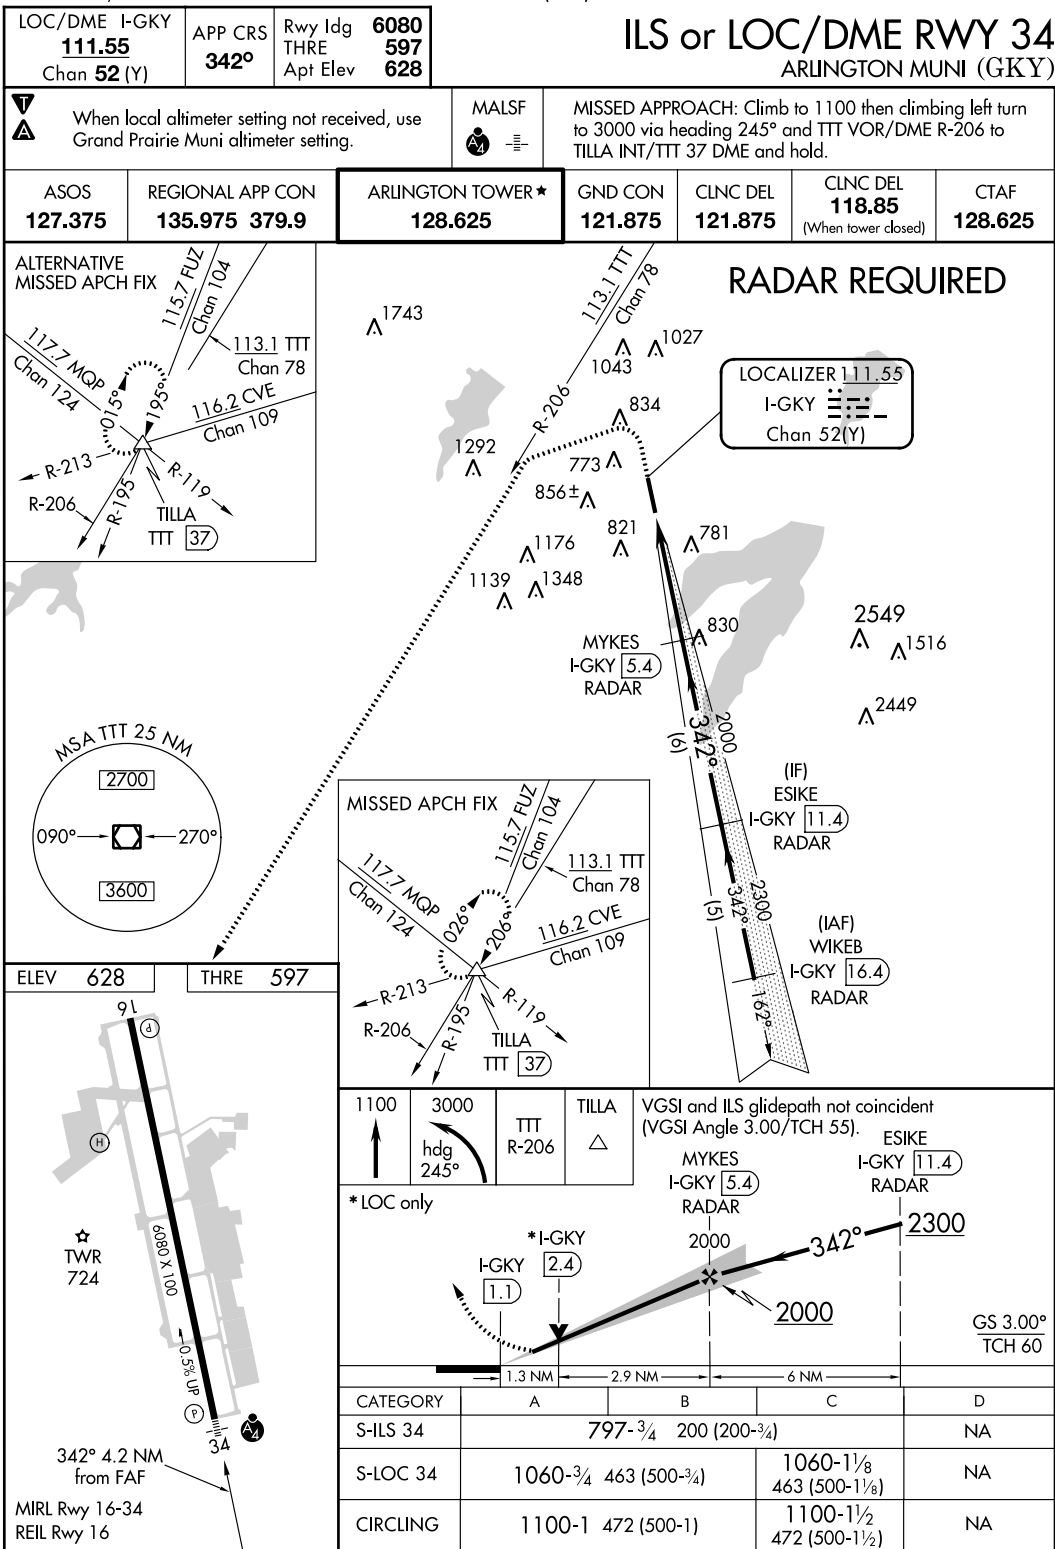 LOC/DME I-GKY
111.55
Chan 52 (Y)
APP CRS
342°
Rwy ldg 6080
THRE 597
Apt Elev 628
ILS or LOC/DME RWY 34
ARLINGTON MUNI (GKY)
T
A
When local altimeter setting not received, use
Grand Prairie Muni altimeter setting.
MALSF
A4
MISSED APPROACH: Climb to 1100 then climbing left turn
to 3000 via heading 245° and TTT VOR/DME R-206 to
TILLA INT/TTT 37 DME and hold.
ASOS
127.375
REGIONAL APP CON
135.975 379.9
ARLINGTON TOWER★
128.625
GND CON
121.875
CLNC DEL
121.875
CLNC DEL
118.85
(When tower closed)
CTAF
128.625
ALTERNATIVE
MISSED APCH FIX
115.7 FUZ
Chan 104
117.7 MQP
Chan 124
113.1 TTT
Chan 78
116.2 CVE
Chan 109
015°
195°
R-213
R-206
R-195
R-119
TILLA
TTT 37
RADAR REQUIRED
113.1 TTT
Chan 78
R-206
1743
1027
1043
834
1292
773
856±
821
781
1176
1139
1348
830
2549
1516
2449
LOCALIZER 111.55
I-GKY
Chan 52(Y)
MYKES
I-GKY 5.4
RADAR
342°
2000
(6)
(IF)
ESIKE
I-GKY 11.4
RADAR
342°
2300
(5)
(IAF)
WIKEB
I-GKY 16.4
RADAR
162°
MSA TTT 25 NM
2700
090°
270°
3600
MISSED APCH FIX
115.7 FUZ
Chan 104
117.7 MQP
Chan 124
113.1 TTT
Chan 78
116.2 CVE
Chan 109
026°
206°
R-213
R-206
R-195
R-119
TILLA
TTT 37
ELEV 628
THRE 597
16
P
H
TWR
724
6080 X 100
0.5% UP
P
34
A4
342° 4.2 NM
from FAF
MIRL Rwy 16-34
REIL Rwy 16
1100
3000
hdg
245°
TTT
R-206
TILLA
VGSI and ILS glidepath not coincident
(VGSI Angle 3.00/TCH 55).
* LOC only
MYKES
I-GKY 5.4
RADAR
ESIKE
I-GKY 11.4
RADAR
*I-GKY
2.4
I-GKY
1.1
2000
342°
2300
2000
GS 3.00°
TCH 60
1.3 NM
2.9 NM
6 NM
CATEGORY A B C D
S-ILS 34 797-¾ 200 (200-¾) NA
S-LOC 34 1060-¾ 463 (500-¾) 1060-1⅛ 463 (500-1⅛) NA
CIRCLING 1100-1 472 (500-1) 1100-1½ 472 (500-1½) NA